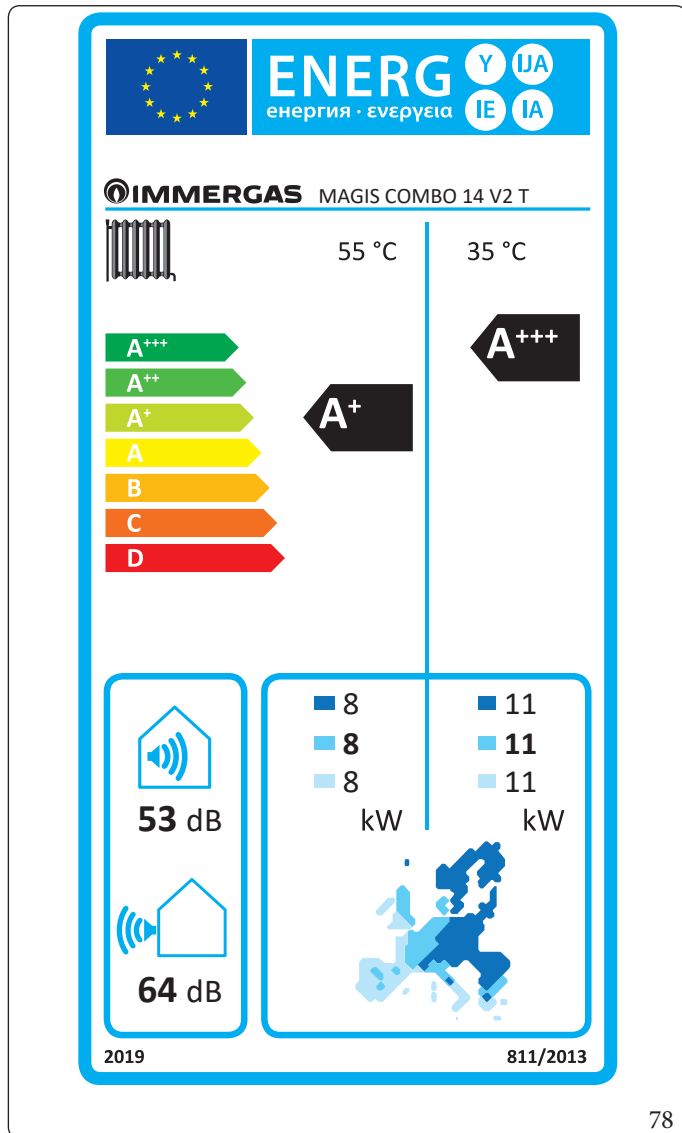 ENERG Y IJA
енергия · ενεργεια IE IA
IMMERGAS MAGIS COMBO 14 V2 T
55 °C 35 °C
A+++ A+++
A++
A+ A+
A
B
C
D
8 11
8 11
8 11
kW kW
53 dB
64 dB
2019 811/2013
78